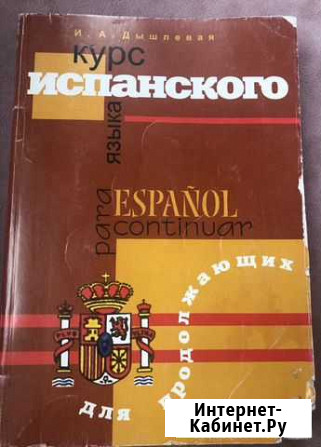 И. А. Дышлевая
курс
испанского
языка
para
ESPAÑOL
continuar
для продолжающих
Интернет-
Кабинет.Ру